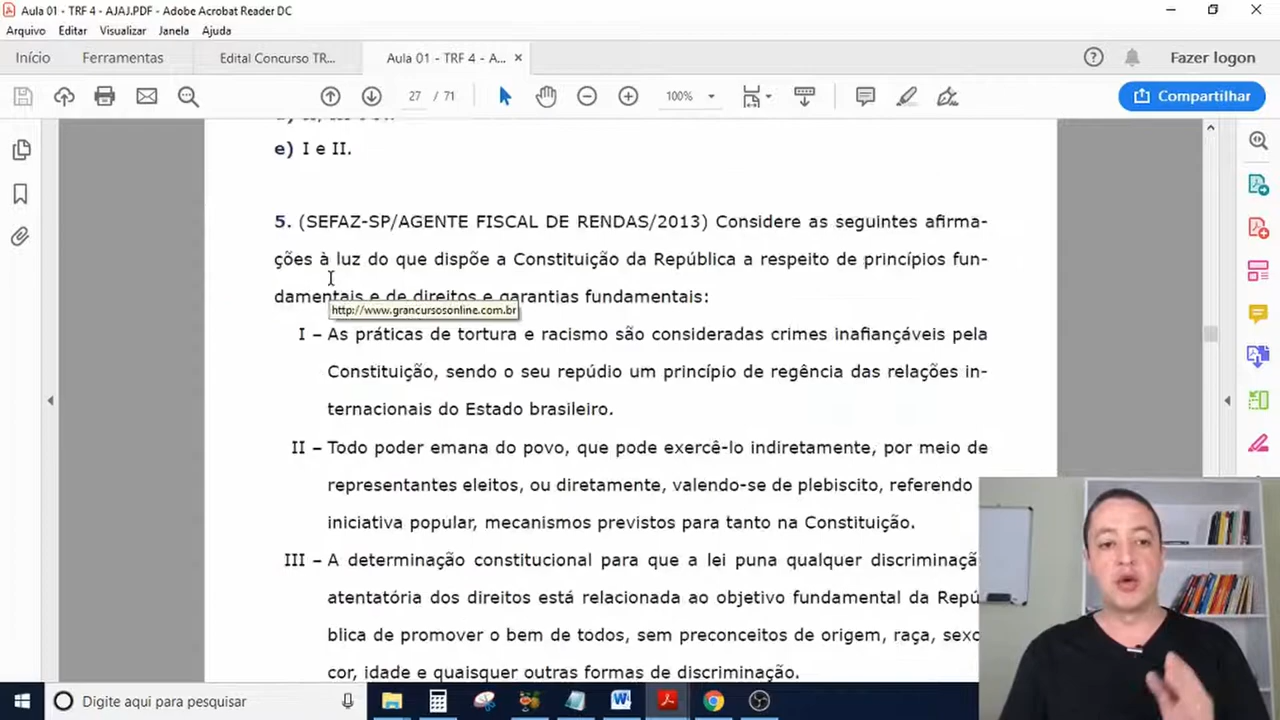 Aula 01 - TRF 4 - AJAJ.PDF - Adobe Acrobat Reader DC
Arquivo Editar Visualizar Janela Ajuda
Início Ferramentas Edital Concurso TR... Aula 01 - TRF 4 - A... × Fazer logon
27 / 71 100% Compartilhar
e) I e II.
5. (SEFAZ-SP/AGENTE FISCAL DE RENDAS/2013) Considere as seguintes afirma-
ções à luz do que dispõe a Constituição da República a respeito de princípios fun-
damentais e de direitos e garantias fundamentais:
http://www.grancursosonline.com.br
I – As práticas de tortura e racismo são consideradas crimes inafiançáveis pela
Constituição, sendo o seu repúdio um princípio de regência das relações in-
ternacionais do Estado brasileiro.
II – Todo poder emana do povo, que pode exercê-lo indiretamente, por meio de
representantes eleitos, ou diretamente, valendo-se de plebiscito, referendo
iniciativa popular, mecanismos previstos para tanto na Constituição.
III – A determinação constitucional para que a lei puna qualquer discriminaçã
atentatória dos direitos está relacionada ao objetivo fundamental da Repú
blica de promover o bem de todos, sem preconceitos de origem, raça, sexo
cor, idade e quaisquer outras formas de discriminação.
Digite aqui para pesquisar